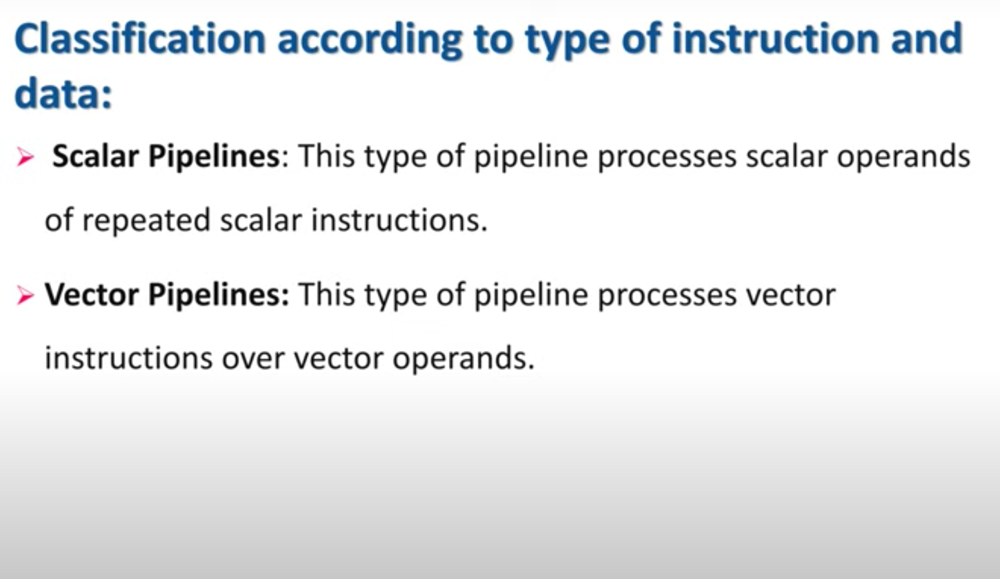 Classification according to type of instruction and
data:
➢ Scalar Pipelines: This type of pipeline processes scalar operands
of repeated scalar instructions.
➢ Vector Pipelines: This type of pipeline processes vector
instructions over vector operands.